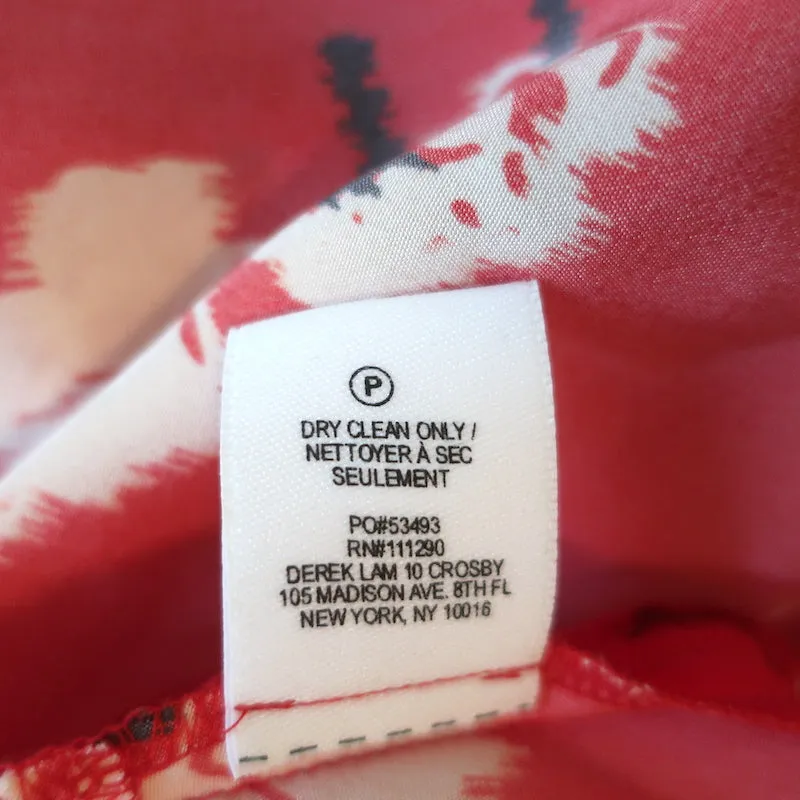 P
DRY CLEAN ONLY /
NETTOYER À SEC
SEULEMENT
PO#53493
RN#111290
DEREK LAM 10 CROSBY
105 MADISON AVE. 8TH FL
NEW YORK, NY 10016